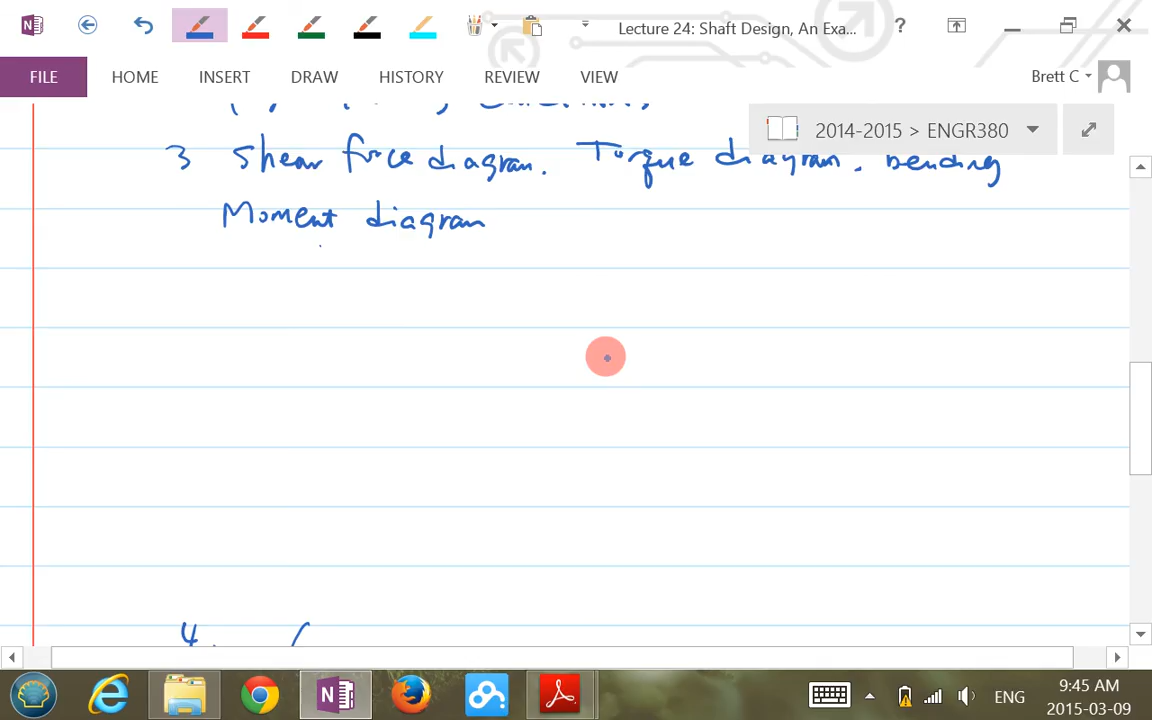 Lecture 24: Shaft Design, An Exa...
?
FILE HOME INSERT DRAW HISTORY REVIEW VIEW
Brett C
2014-2015 > ENGR380
3 Shear force diagram. Torque diagram. bending
Moment diagram
4.
ENG
9:45 AM
2015-03-09